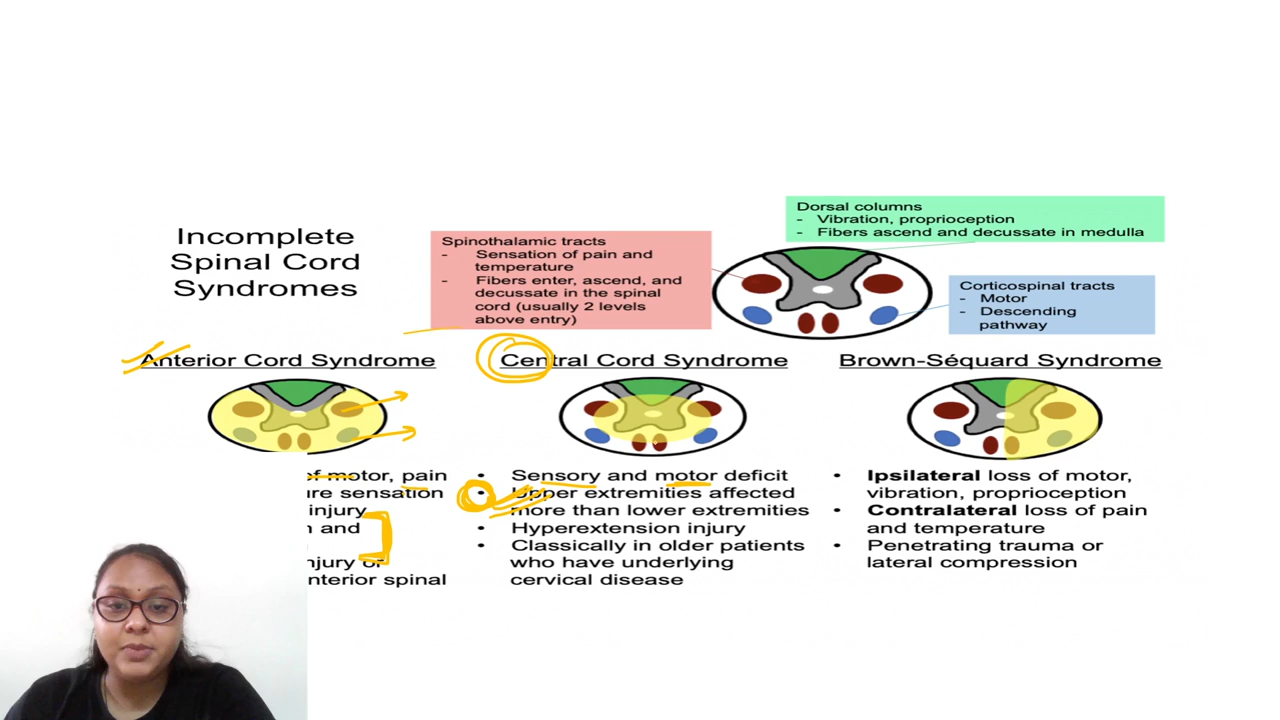 Incomplete
Spinal Cord
Syndromes
Spinothalamic tracts
- Sensation of pain and
temperature
- Fibers enter, ascend, and
decussate in the spinal
cord (usually 2 levels
above entry)
Dorsal columns
- Vibration, proprioception
- Fibers ascend and decussate in medulla
Corticospinal tracts
- Motor
- Descending
pathway
Anterior Cord Syndrome
of motor, pain
sensation
injury
and
or
spinal
Central Cord Syndrome
• Sensory and motor deficit
• Upper extremities affected
more than lower extremities
• Hyperextension injury
• Classically in older patients
who have underlying
cervical disease
Brown-Séquard Syndrome
• Ipsilateral loss of motor,
vibration, proprioception
• Contralateral loss of pain
and temperature
• Penetrating trauma or
lateral compression